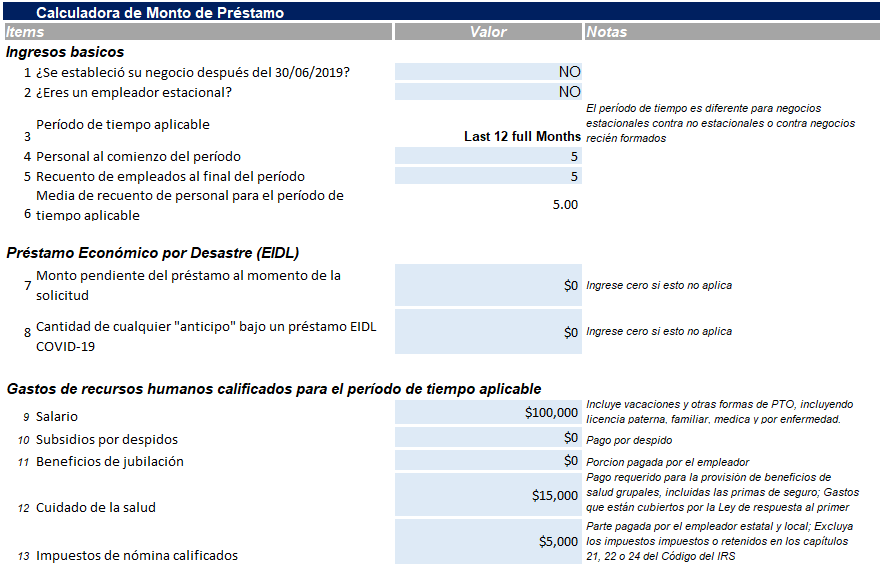 Calculadora de Monto de Préstamo
Items Valor Notas
Ingresos basicos
1 ¿Se estableció su negocio después del 30/06/2019? NO
2 ¿Eres un empleador estacional? NO
El período de tiempo es diferente para negocios
Período de tiempo aplicable estacionales contra no estacionales o contra negocios
3 Last 12 full Months recién formados
4 Personal al comienzo del período 5
5 Recuento de empleados al final del período 5
Media de recuento de personal para el período de
6 tiempo aplicable 5.00
Préstamo Económico por Desastre (EIDL)
7 Monto pendiente del préstamo al momento de la
solicitud $0 Ingrese cero si esto no aplica
8 Cantidad de cualquier "anticipo" bajo un préstamo EIDL
COVID-19 $0 Ingrese cero si esto no aplica
Gastos de recursos humanos calificados para el período de tiempo aplicable
Incluye vacaciones y otras formas de PTO, incluyendo
9 Salario $100,000 licencia paterna, familiar, medica y por enfermedad.
10 Subsidios por despidos $0 Pago por despido
11 Beneficios de jubilación $0 Porcion pagada por el empleador
Pago requerido para la provisión de beneficios de
salud grupales, incluidas las primas de seguro; Gastos
12 Cuidado de la salud $15,000 que están cubiertos por la Ley de respuesta al primer
Parte pagada por el empleador estatal y local; Excluya
los impuestos impuestos o retenidos en los capítulos
13 Impuestos de nómina calificados $5,000 21, 22 o 24 del Código del IRS